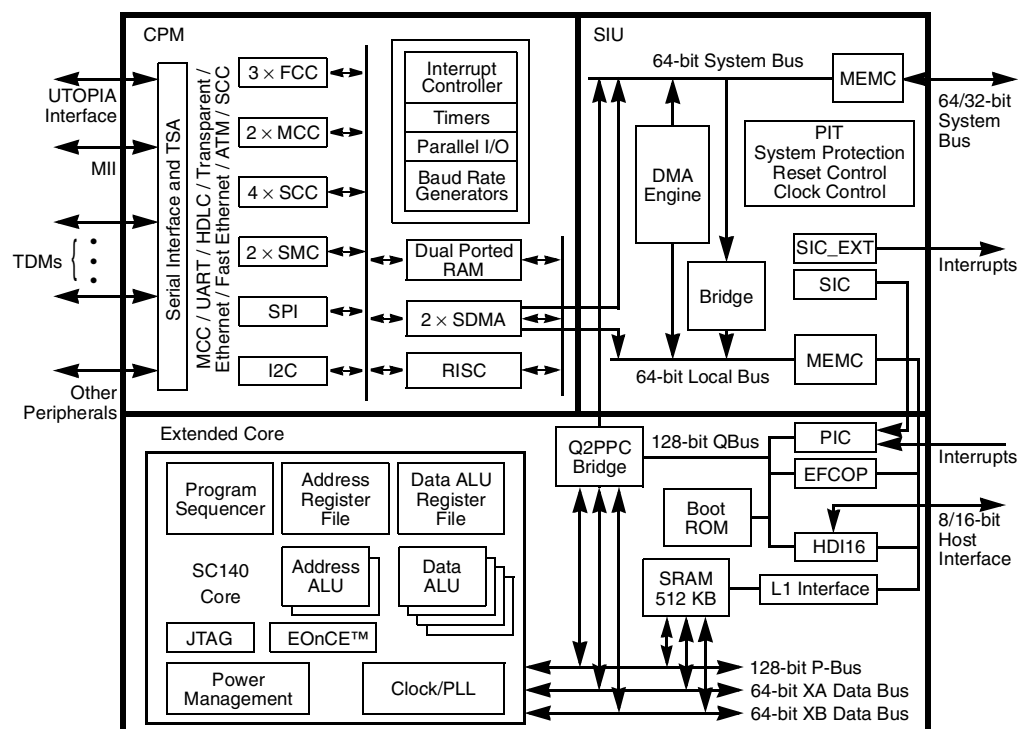 CPM
SIU
UTOPIA
Interface
MII
TDMs
Other
Peripherals
Serial Interface and TSA
MCC / UART / HDLC / Transparent /
Ethernet / Fast Ethernet / ATM / SCC
3 × FCC
2 × MCC
4 × SCC
2 × SMC
SPI
I2C
Interrupt
Controller
Timers
Parallel I/O
Baud Rate
Generators
Dual Ported
RAM
2 × SDMA
RISC
64-bit System Bus
MEMC
64/32-bit
System
Bus
DMA
Engine
PIT
System Protection
Reset Control
Clock Control
SIC_EXT
Interrupts
SIC
Bridge
64-bit Local Bus
MEMC
Extended Core
Program
Sequencer
Address
Register
File
Data ALU
Register
File
SC140
Core
Address
ALU
Data
ALU
JTAG
EOnCE™
Power
Management
Clock/PLL
Q2PPC
Bridge
128-bit QBus
PIC
Interrupts
EFCOP
Boot
ROM
HDI16
8/16-bit
Host
Interface
SRAM
512 KB
L1 Interface
128-bit P-Bus
64-bit XA Data Bus
64-bit XB Data Bus